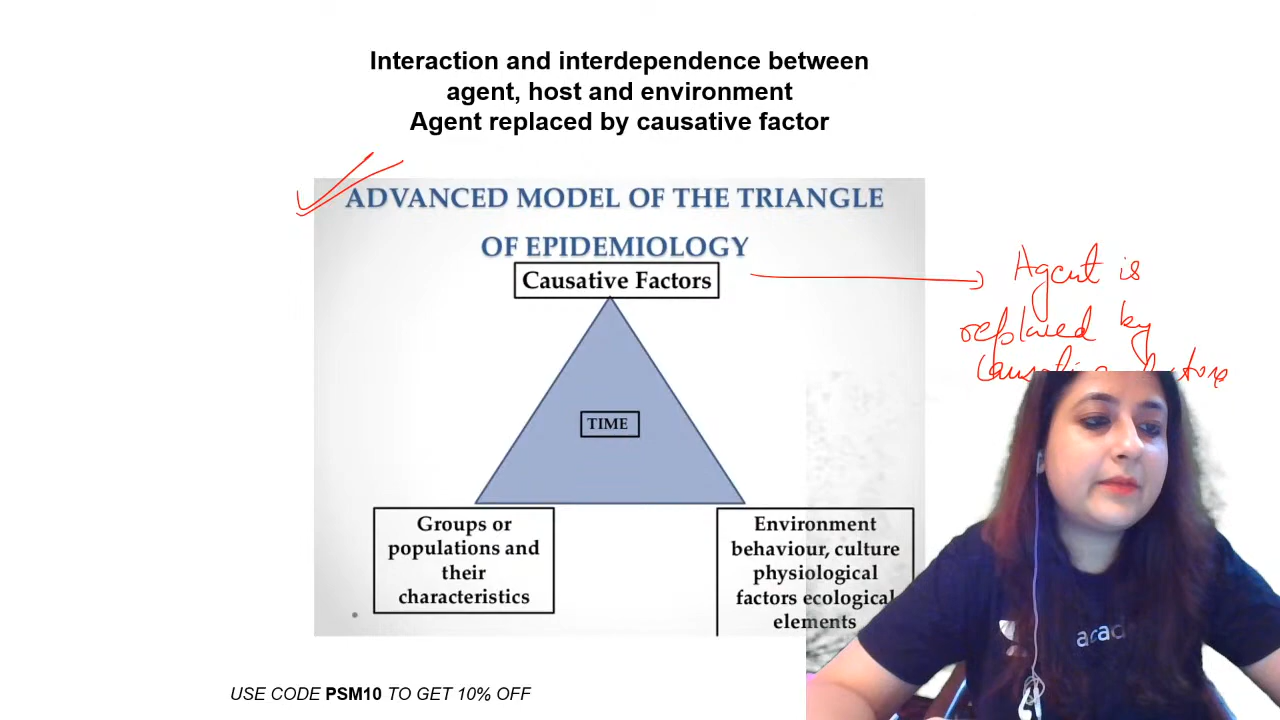 Interaction and interdependence between
agent, host and environment
Agent replaced by causative factor
ADVANCED MODEL OF THE TRIANGLE
OF EPIDEMIOLOGY
Causative Factors
Agent is
replaced by
TIME
Groups or
populations and
their
characteristics
Environment
behaviour, culture
physiological
factors ecological
elements
acad
USE CODE PSM10 TO GET 10% OFF